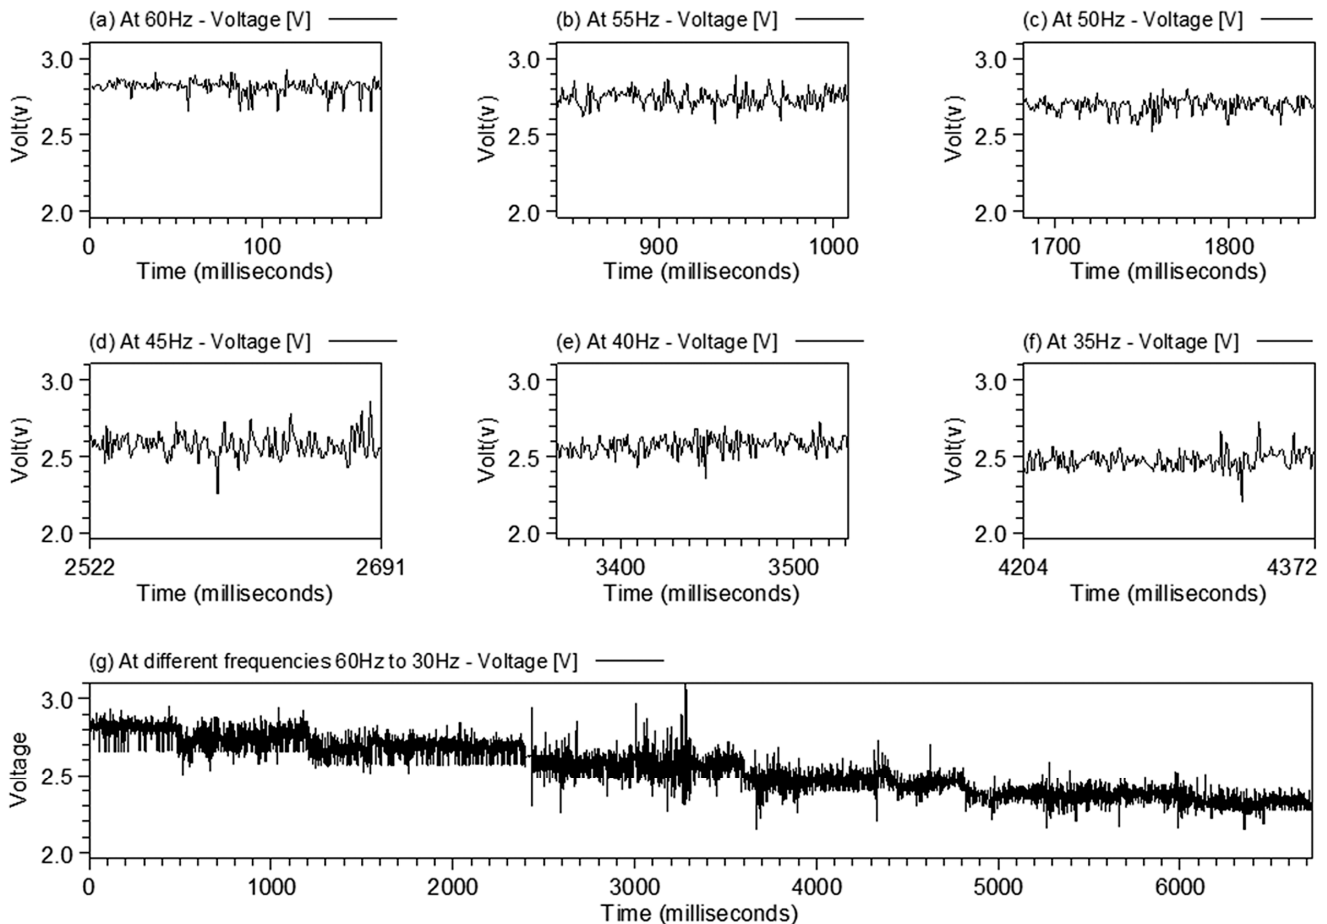 (a) At 60Hz - Voltage [V]
(b) At 55Hz - Voltage [V]
(c) At 50Hz - Voltage [V]
3.0
2.5
2.0
Volt(v)
0
100
Time (milliseconds)
3.0
2.5
2.0
Volt(v)
900
1000
Time (milliseconds)
3.0
2.5
2.0
Volt(v)
1700
1800
Time (milliseconds)
(d) At 45Hz - Voltage [V]
(e) At 40Hz - Voltage [V]
(f) At 35Hz - Voltage [V]
3.0
2.5
2.0
Volt(v)
2522
2691
Time (milliseconds)
3.0
2.5
2.0
Volt(v)
3400
3500
Time (milliseconds)
3.0
2.5
2.0
Volt(v)
4204
4372
Time (milliseconds)
(g) At different frequencies 60Hz to 30Hz - Voltage [V]
3.0
2.5
2.0
Voltage
0
1000
2000
3000
4000
5000
6000
Time (milliseconds)